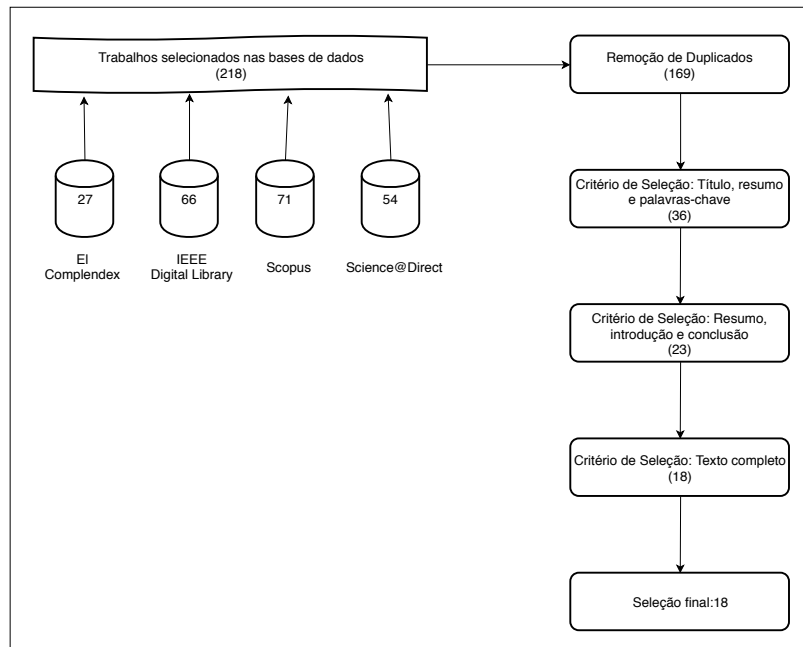 Trabalhos selecionados nas bases de dados
(218)
Remoção de Duplicados
(169)
27
66
71
54
EI
Complendex
IEEE
Digital Library
Scopus
Science@Direct
Critério de Seleção: Título, resumo
e palavras-chave
(36)
Critério de Seleção: Resumo,
introdução e conclusão
(23)
Critério de Seleção: Texto completo
(18)
Seleção final:18